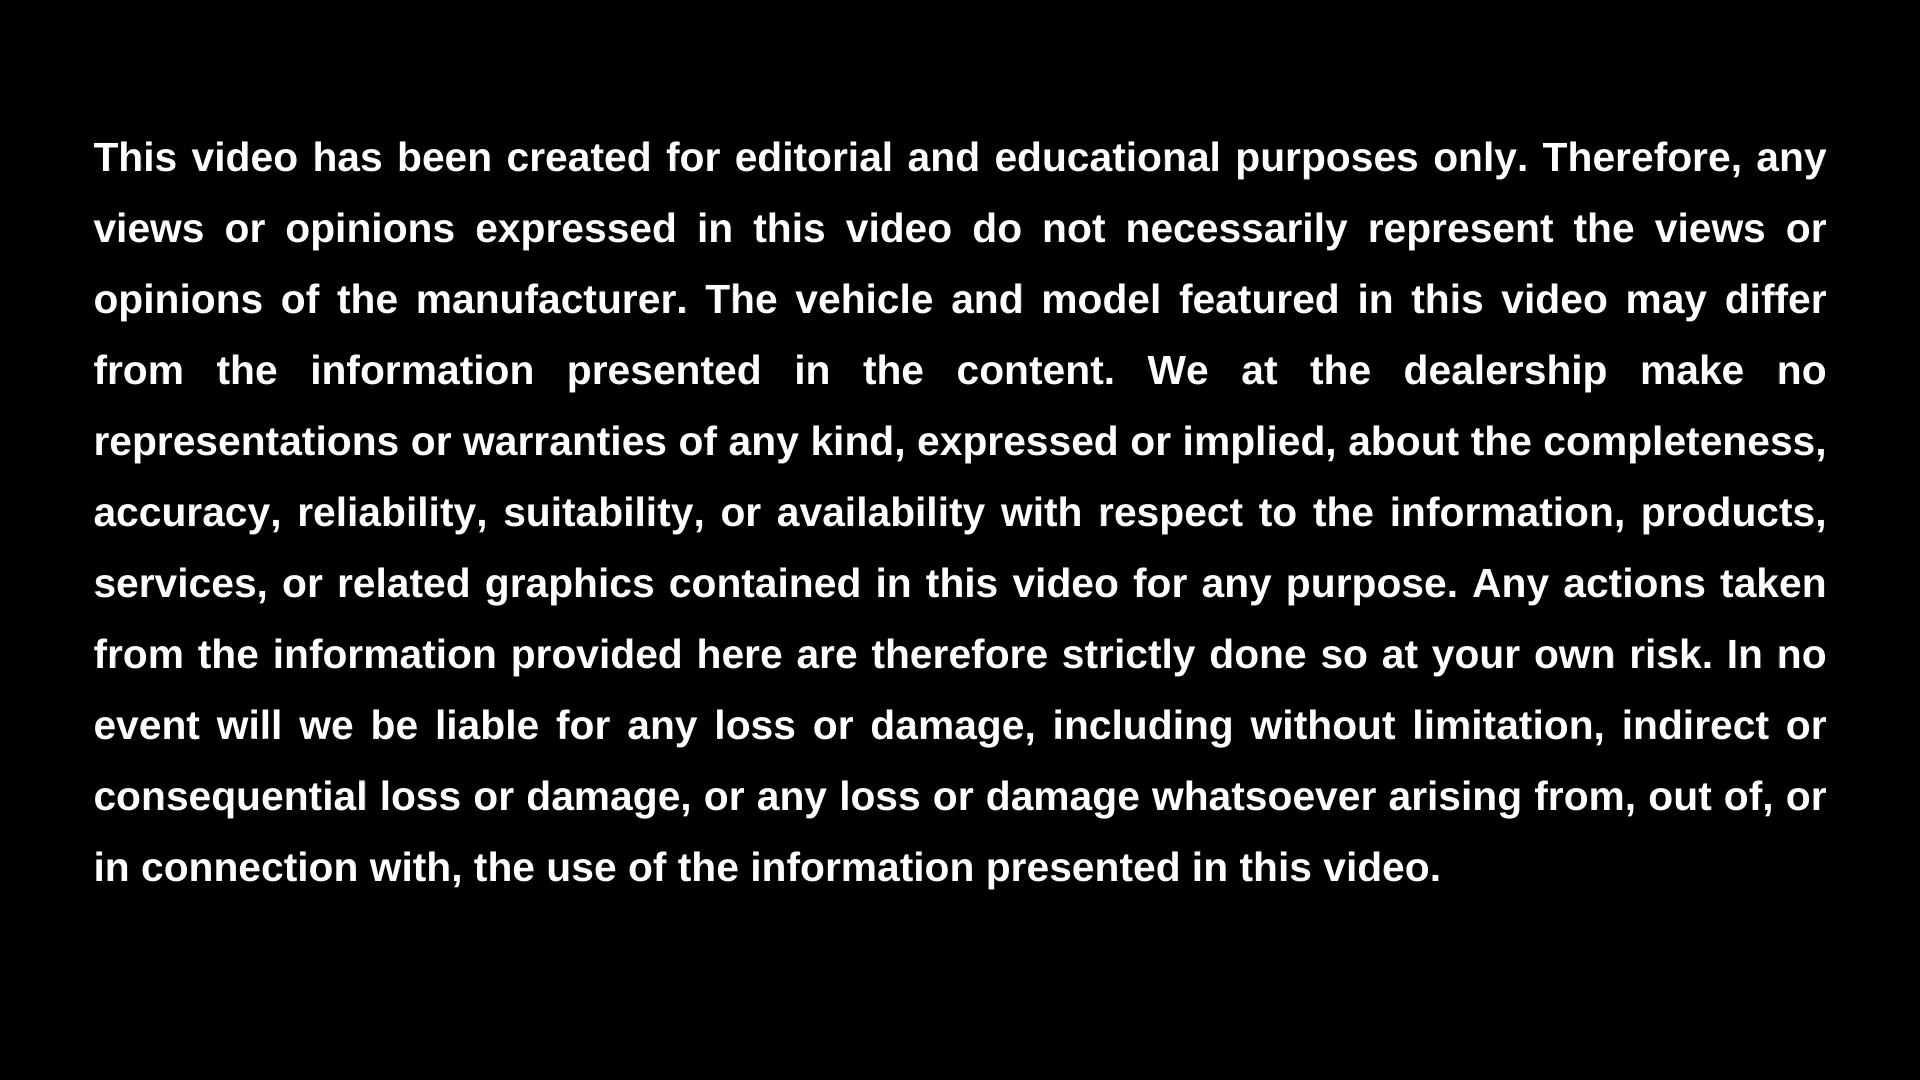 This video has been created for editorial and educational purposes only. Therefore, any
views or opinions expressed in this video do not necessarily represent the views or
opinions of the manufacturer. The vehicle and model featured in this video may differ
from the information presented in the content. We at the dealership make no
representations or warranties of any kind, expressed or implied, about the completeness,
accuracy, reliability, suitability, or availability with respect to the information, products,
services, or related graphics contained in this video for any purpose. Any actions taken
from the information provided here are therefore strictly done so at your own risk. In no
event will we be liable for any loss or damage, including without limitation, indirect or
consequential loss or damage, or any loss or damage whatsoever arising from, out of, or
in connection with, the use of the information presented in this video.